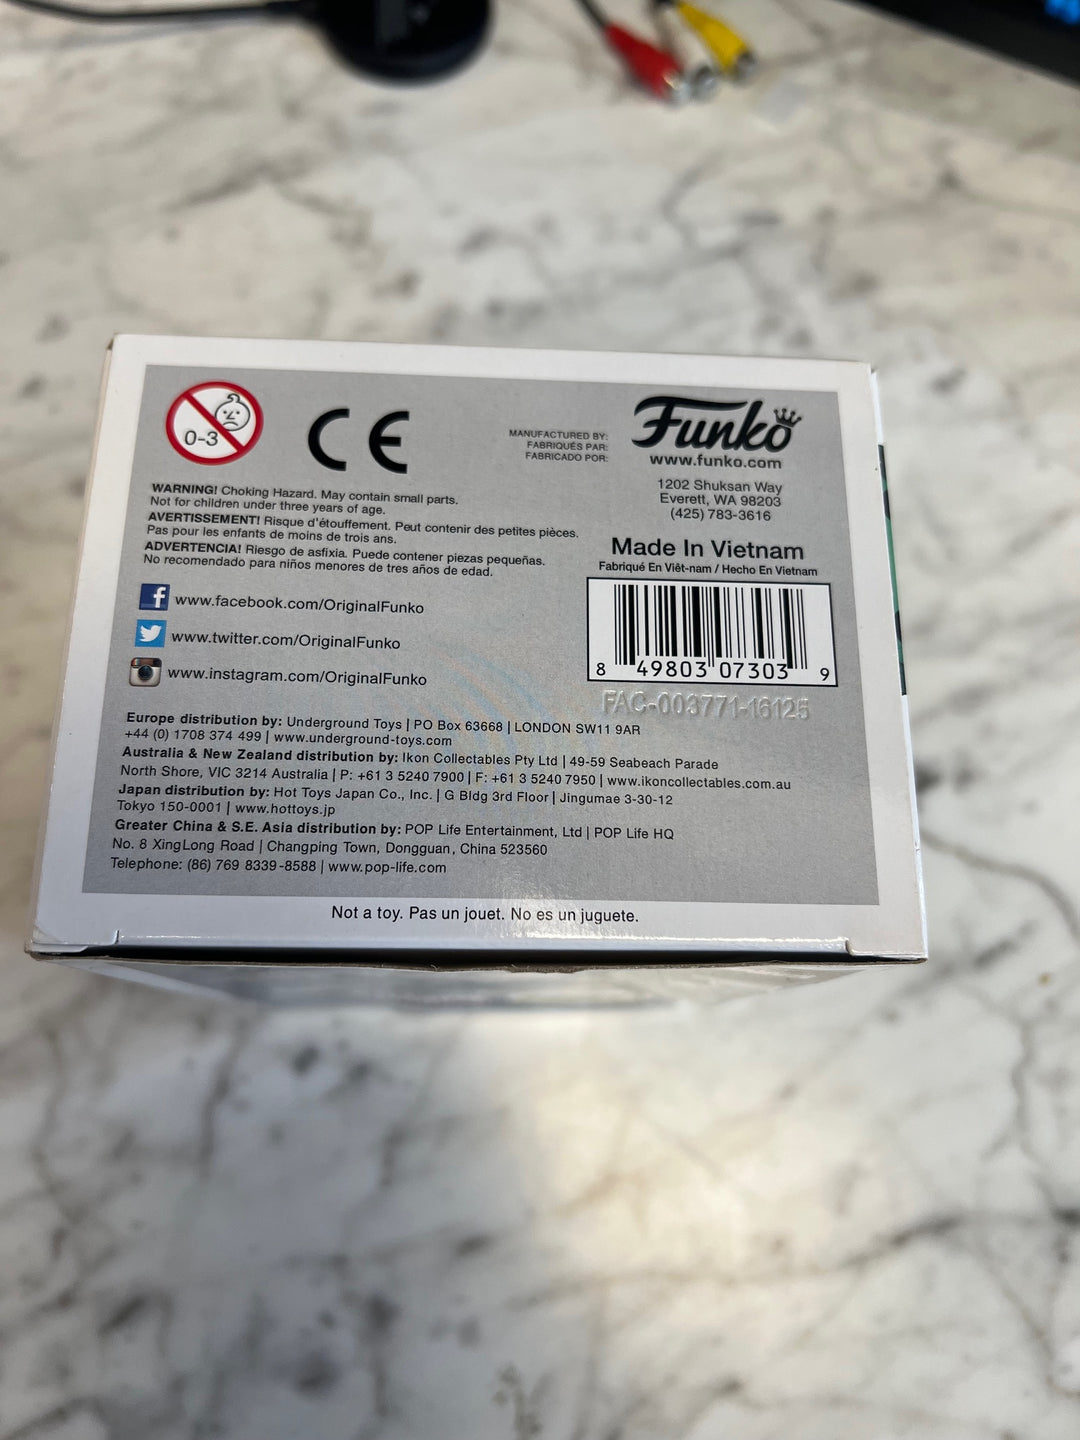 0-3
CE
MANUFACTURED BY:
FABRIQUÉS PAR:
FABRICADO POR:
Funko
www.funko.com
1202 Shuksan Way
Everett, WA 98203
(425) 783-3616
WARNING! Choking Hazard. May contain small parts.
Not for children under three years of age.
AVERTISSEMENT! Risque d'étouffement. Peut contenir des petites pièces.
Pas pour les enfants de moins de trois ans.
ADVERTENCIA! Riesgo de asfixia. Puede contener piezas pequeñas.
No recomendado para niños menores de tres años de edad.
Made In Vietnam
Fabriqué En Viêt-nam / Hecho En Vietnam
f www.facebook.com/OriginalFunko
www.twitter.com/OriginalFunko
www.instagram.com/OriginalFunko
8 49803 07303 9
FAC-003771-16125
Europe distribution by: Underground Toys | PO Box 63668 | LONDON SW11 9AR
+44 (0) 1708 374 499 | www.underground-toys.com
Australia & New Zealand distribution by: Ikon Collectables Pty Ltd | 49-59 Seabeach Parade
North Shore, VIC 3214 Australia | P: +61 3 5240 7900 | F: +61 3 5240 7950 | www.ikoncollectables.com.au
Japan distribution by: Hot Toys Japan Co., Inc. | G Bldg 3rd Floor | Jingumae 3-30-12
Tokyo 150-0001 | www.hottoys.jp
Greater China & S.E. Asia distribution by: POP Life Entertainment, Ltd | POP Life HQ
No. 8 XingLong Road | Changping Town, Dongguan, China 523560
Telephone: (86) 769 8339-8588 | www.pop-life.com
Not a toy. Pas un jouet. No es un juguete.